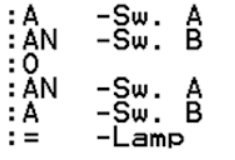 :A -Sw. A
:AN -Sw. B
:O
:AN -Sw. A
:A -Sw. B
:= -Lamp